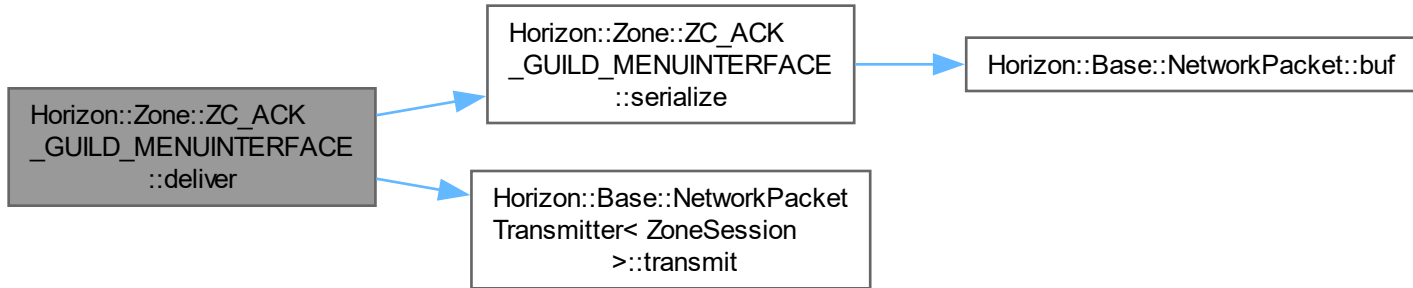 Horizon::Zone::ZC_ACK
_GUILD_MENUINTERFACE
::deliver
Horizon::Zone::ZC_ACK
_GUILD_MENUINTERFACE
::serialize
Horizon::Base::NetworkPacket::buf
Horizon::Base::NetworkPacket
Transmitter< ZoneSession
>::transmit